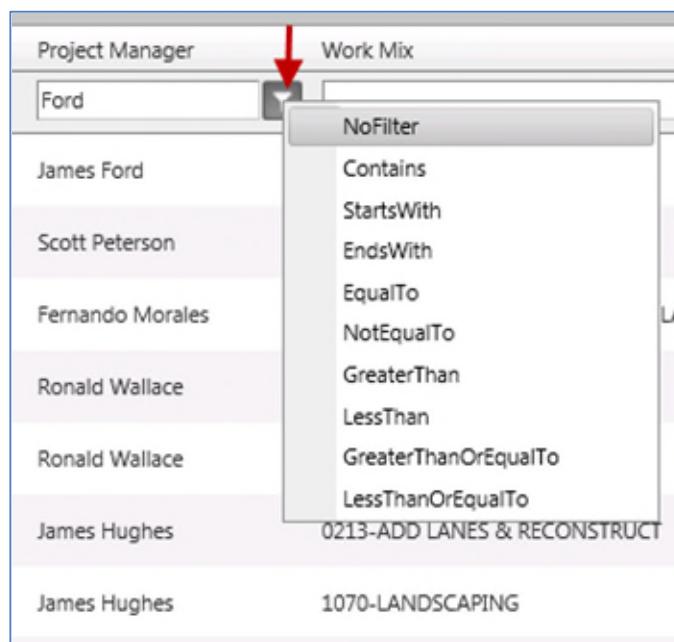 Project Manager Work Mix
Ford
NoFilter
Contains
StartsWith
EndsWith
EqualTo
NotEqualTo
GreaterThan
LessThan
GreaterThanOrEqualTo
LessThanOrEqualTo
James Ford
Scott Peterson
Fernando Morales
Ronald Wallace
Ronald Wallace
James Hughes 0213-ADD LANES & RECONSTRUCT
James Hughes 1070-LANDSCAPING